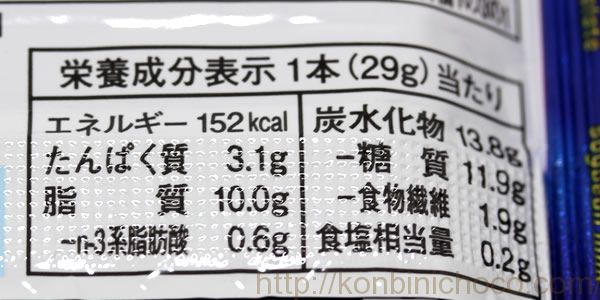 栄養成分表示 1本(29g)当たり
エネルギー 152kcal
たんぱく質 3.1g
脂質 10.0g
−n-3系脂肪酸 0.6g
炭水化物 13.8g
−糖質 11.9g
−食物繊維 1.9g
食塩相当量 0.2g
http://konbinichoco.com